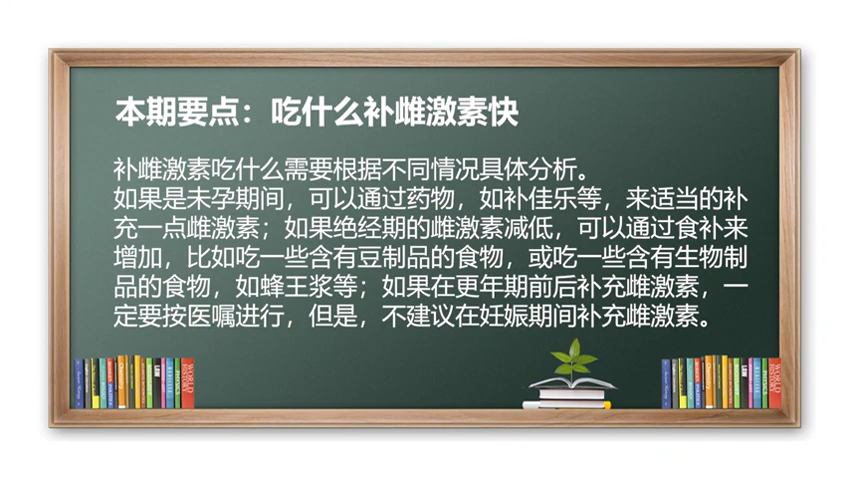 本期要点：吃什么补雌激素快
补雌激素吃什么需要根据不同情况具体分析。
如果是未孕期间，可以通过药物，如补佳乐等，来适当的补
充一点雌激素；如果绝经期的雌激素减低，可以通过食补来
增加，比如吃一些含有豆制品的食物，或吃一些含有生物制
品的食物，如蜂王浆等；如果在更年期前后补充雌激素，一
定要按医嘱进行，但是，不建议在妊娠期间补充雌激素。
WORLD HISTORY
WORLD HISTORY